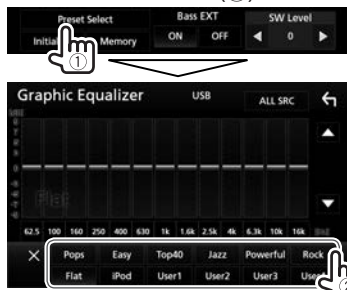 Preset Select
Bass EXT
SW Level
Memory
ON
OFF
0
①
Graphic Equalizer
USB
ALL SRC
Flat
62.5 100 160 250 400 630 1k 1.6k 2.5k 4k 6.3k 10k 16k
Pops Easy Top40 Jazz Powerful Rock
Flat iPod User1 User2 User3